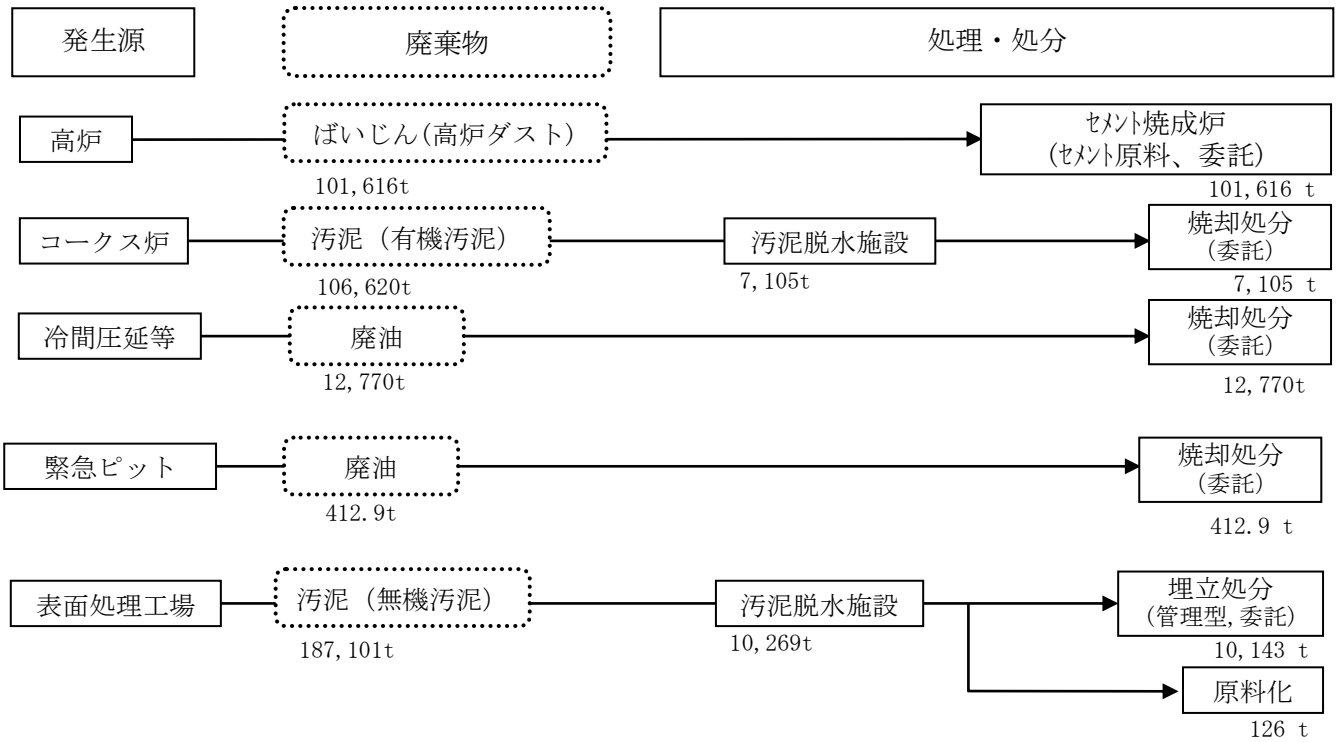 発生源 廃棄物 処理・処分
高炉 ばいじん(高炉ダスト) ｾﾒﾝﾄ焼成炉
(ｾﾒﾝﾄ原料、委託)
101,616t 101,616 t
コークス炉 汚泥（有機汚泥） 汚泥脱水施設 焼却処分
(委託)
106,620t 7,105t 7,105 t
冷間圧延等 廃油 焼却処分
(委託)
12,770t 12,770t
緊急ピット 廃油 焼却処分
(委託)
412.9t 412.9 t
表面処理工場 汚泥（無機汚泥） 汚泥脱水施設 埋立処分
(管理型,委託)
187,101t 10,269t 10,143 t
原料化
126 t